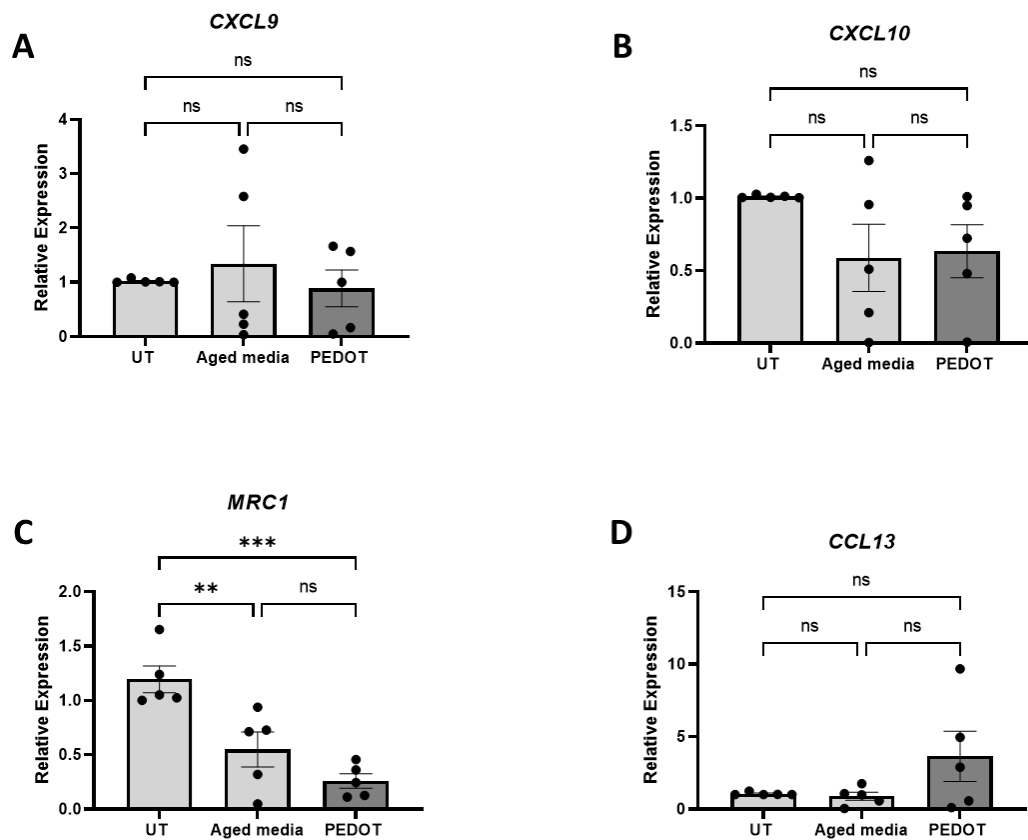 A
CXCL9
ns
ns ns
Relative Expression
4
3
2
1
0
UT Aged media PEDOT
B
CXCL10
ns
ns ns
Relative Expression
1.5
1.0
0.5
0.0
UT Aged media PEDOT
C
MRC1
***
** ns
Relative Expression
2.0
1.5
1.0
0.5
0.0
UT Aged media PEDOT
D
CCL13
ns
ns ns
Relative Expression
15
10
5
0
UT Aged media PEDOT